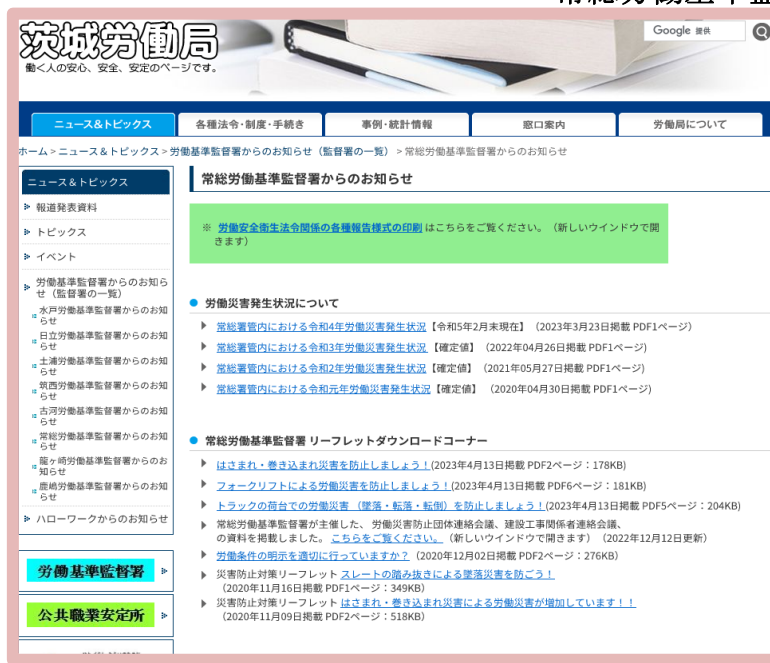 茨城労働局
働く人の安心、安全、安定のページです。
Google 提供
ニュース&トピックス
各種法令･制度･手続き
事例･統計情報
窓口案内
労働局について
ホーム > ニュース & トピックス > 労働基準監督署からのお知らせ（監督署の一覧） > 常総労働基準監督署からのお知らせ
ニュース & トピックス
報道発表資料
トピックス
イベント
労働基準監督署からのお知ら
せ（監督署の一覧）
水戸労働基準監督署からのお知
らせ
日立労働基準監督署からのお知
らせ
土浦労働基準監督署からのお知
らせ
筑西労働基準監督署からのお知
らせ
古河労働基準監督署からのお知
らせ
常総労働基準監督署からのお知
らせ
龍ヶ崎労働基準監督署からのお
知らせ
鹿嶋労働基準監督署からのお知
らせ
ハローワークからのお知らせ
労働基準監督署
公共職業安定所
常総労働基準監督署からのお知らせ
※ 労働安全衛生法令関係の各種報告様式の印刷 はこちらをご覧ください。（新しいウインドウで開
きます）
労働災害発生状況について
常総署管内における令和4年労働災害発生状況【令和5年2月末現在】（2023年3月23日掲載 PDF1ページ）
常総署管内における令和3年労働災害発生状況【確定値】（2022年04月26日掲載 PDF1ページ)
常総署管内における令和2年労働災害発生状況【確定値】（2021年05月27日掲載 PDF1ページ)
常総署管内における令和元年労働災害発生状況【確定値】（2020年04月30日掲載 PDF1ページ)
常総労働基準監督署 リーフレットダウンロードコーナー
はさまれ・巻き込まれ災害を防止しましょう！(2023年4月13日掲載 PDF2ページ：178KB)
フォークリフトによる労働災害を防止しましょう！(2023年4月13日掲載 PDF6ページ：181KB)
トラックの荷台での労働災害（墜落・転落・転倒）を防止しましょう！(2023年4月13日掲載 PDF5ページ：204KB)
常総労働基準監督署が主催した、 労働災害防止団体連絡会議、建設工事関係者連絡会議、
の資料を掲載しました。 こちらをご覧ください。（新しいウインドウで開きます）（2022年12月12日更新）
労働条件の明示を適切に行っていますか？（2020年12月02日掲載 PDF2ページ：276KB）
災害防止対策リーフレット スレートの踏み抜きによる墜落災害を防ごう！
（2020年11月16日掲載 PDF1ページ：349KB）
災害防止対策リーフレット はさまれ・巻き込まれ災害による労働災害が増加しています！！
（2020年11月09日掲載 PDF2ページ：518KB）